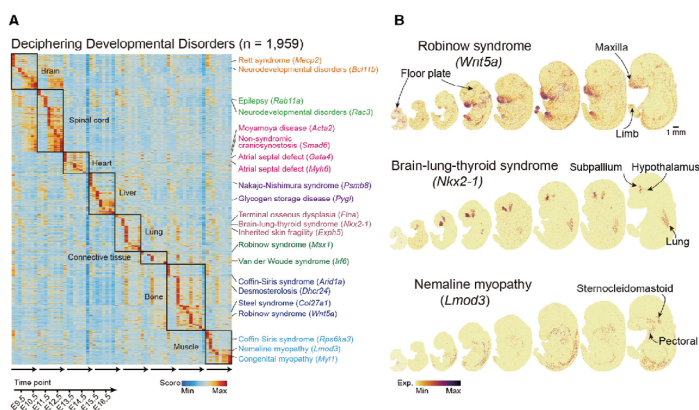 A
Deciphering Developmental Disorders (n = 1,959)
Brain
Spinal cord
Heart
Liver
Lung
Connective tissue
Bone
Muscle
Rett syndrome (Mecp2)
Neurodevelopmental disorders (Bcl11b)
Epilepsy (Rab11a)
Neurodevelopmental disorders (Rac3)
Moyamoya disease (Acta2)
Non-syndromic
craniosynostosis (Smad6)
Atrial septal defect (Gata4)
Atrial septal defect (Myh6)
Nakajo-Nishimura syndrome (Psmb8)
Glycogen storage disease (Pygl)
Terminal osseous dysplasia (Flna)
Brain-lung-thyroid syndrome (Nkx2-1)
Inherited skin fragility (Exph5)
Robinow syndrome (Msx1)
Van der Woude syndrome (Irf6)
Coffin-Siris syndrome (Arid1a)
Desmosterolosis (Dhcr24)
Steel syndrome (Col27a1)
Robinow syndrome (Wnt5a)
Coffin-Siris syndrome (Rps6ka3)
Nemaline myopathy (Lmod3)
Congenital myopathy (Myl1)
Time point
E9.5
E10.5
E11.5
E12.5
E13.5
E14.5
E15.5
E16.5
Score
Min
Max
B
Robinow syndrome
(Wnt5a)
Maxilla
Floor plate
Limb
1 mm
Brain-lung-thyroid syndrome
(Nkx2-1)
Subpallium
Hypothalamus
Lung
Nemaline myopathy
(Lmod3)
Sternocleidomastoid
Pectoral
Exp.
Min
Max